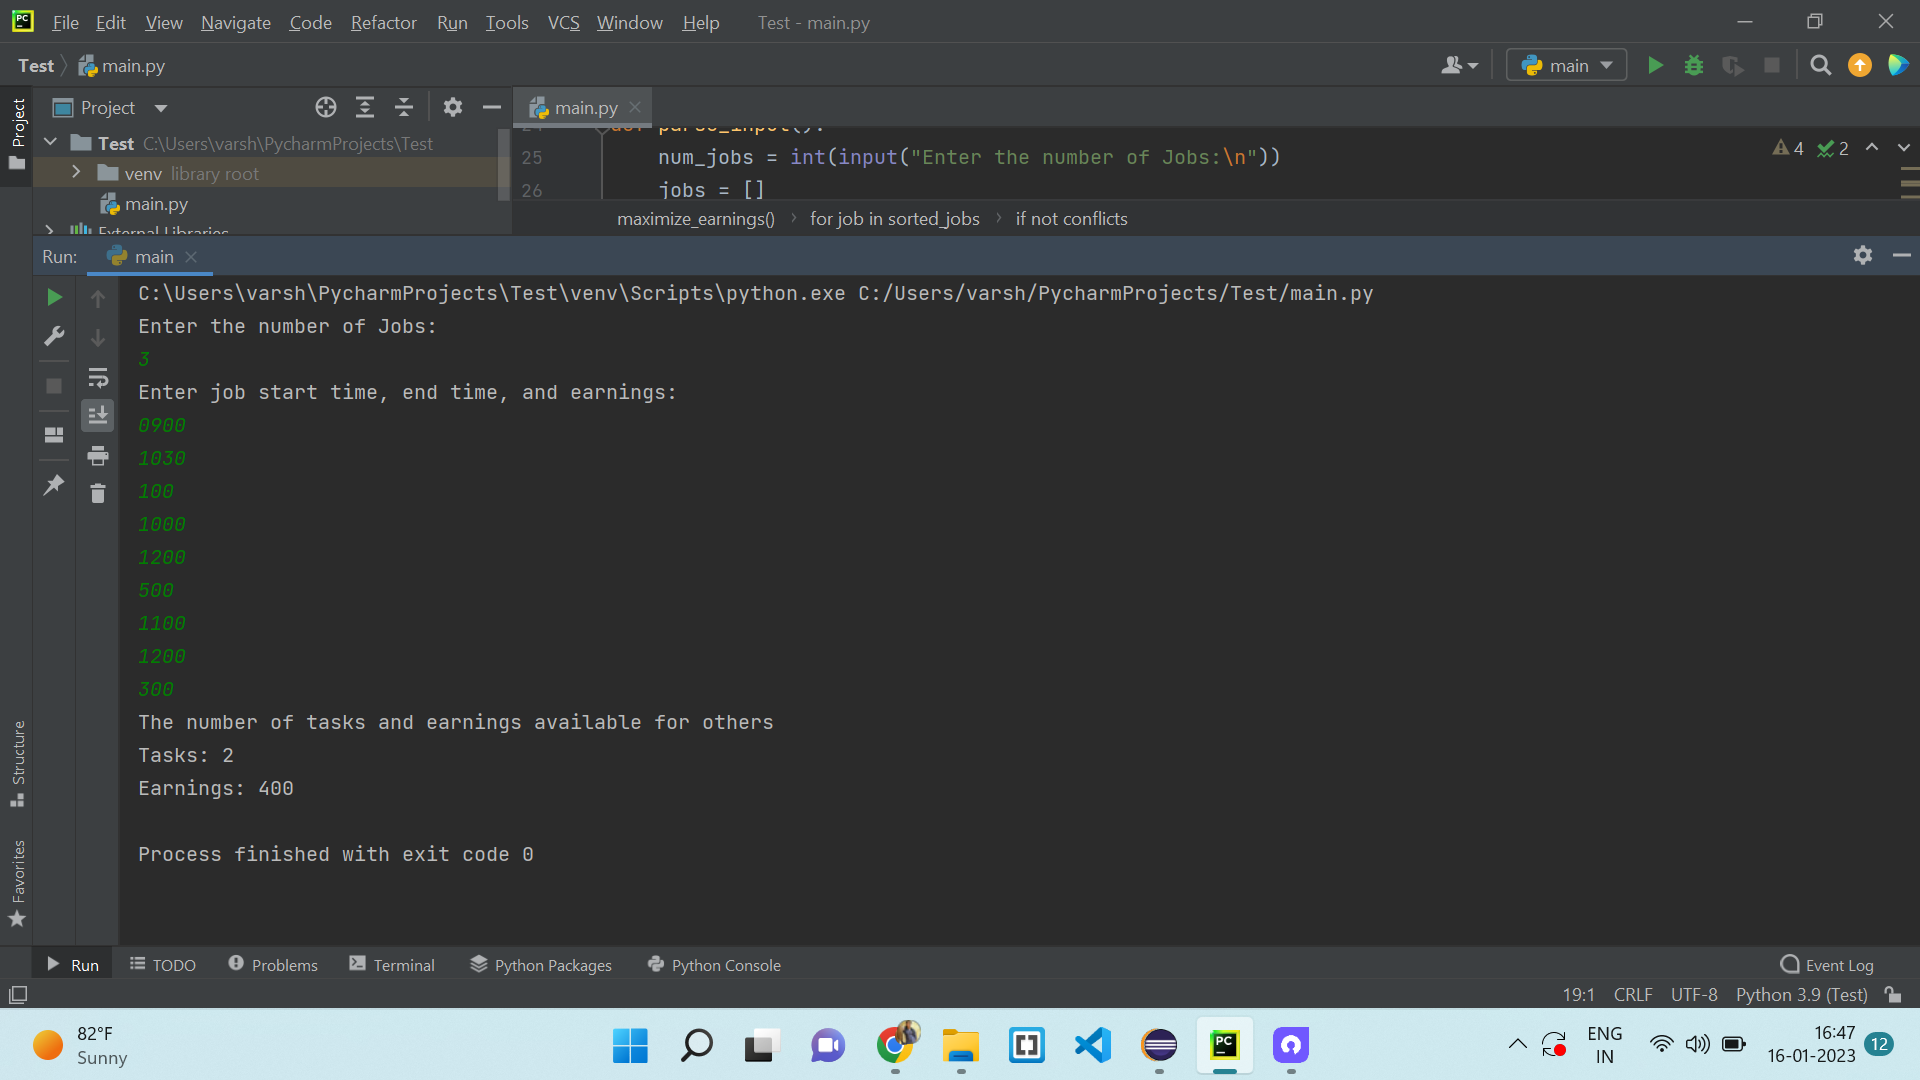 File Edit View Navigate Code Refactor Run Tools VCS Window Help Test - main.py
Test main.py main
Project
Project main.py
Test C:\Users\varsh\PycharmProjects\Test
venv library root
main.py
External Libraries
24 def parse_input():
25 num_jobs = int(input("Enter the number of Jobs:\n"))
26 jobs = []
4 2
maximize_earnings() for job in sorted_jobs if not conflicts
Run: main
C:\Users\varsh\PycharmProjects\Test\venv\Scripts\python.exe C:/Users/varsh/PycharmProjects/Test/main.py
Enter the number of Jobs:
3
Enter job start time, end time, and earnings:
0900
1030
100
1000
1200
500
1100
1200
300
The number of tasks and earnings available for others
Tasks: 2
Earnings: 400
Process finished with exit code 0
Structure
Favorites
Run TODO Problems Terminal Python Packages Python Console Event Log
19:1 CRLF UTF-8 Python 3.9 (Test)
82°F
Sunny
PC
ENG
IN
16:47
16-01-2023
12